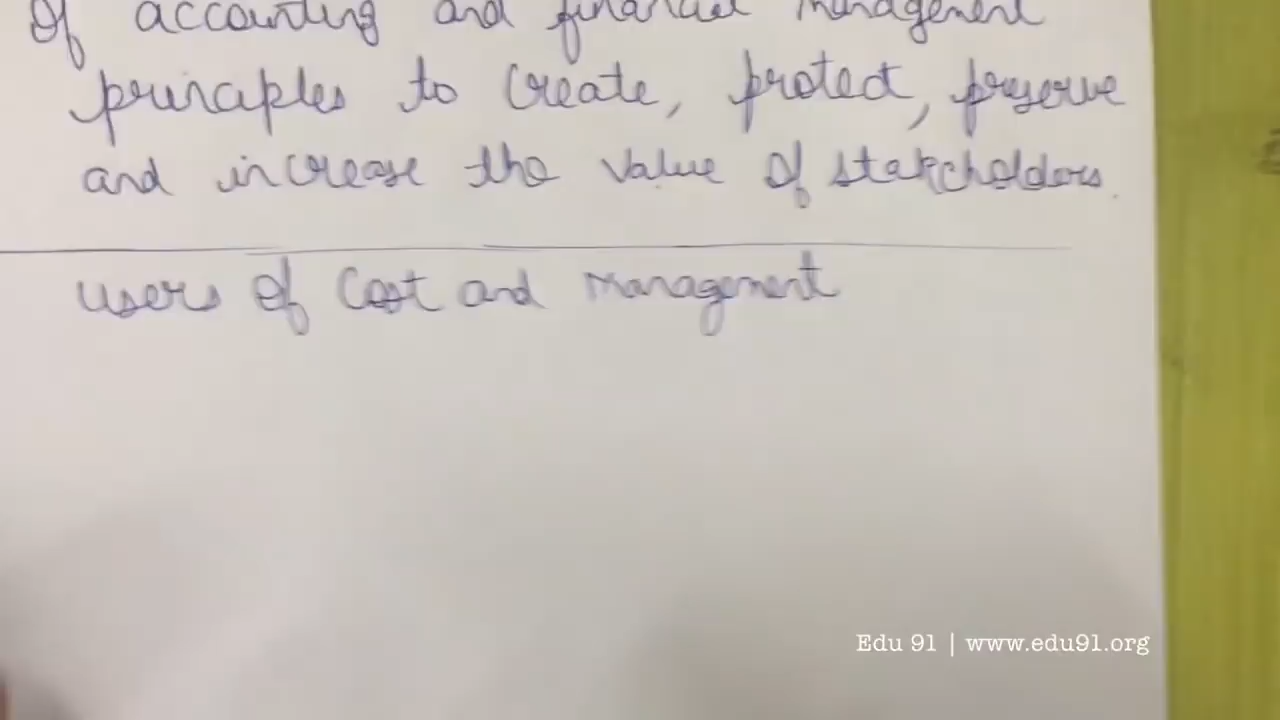 of accounting and financial management
principles to create, protect, preserve
and increase the value of stakeholders.
users of Cost and management
Edu 91 | www.edu91.org